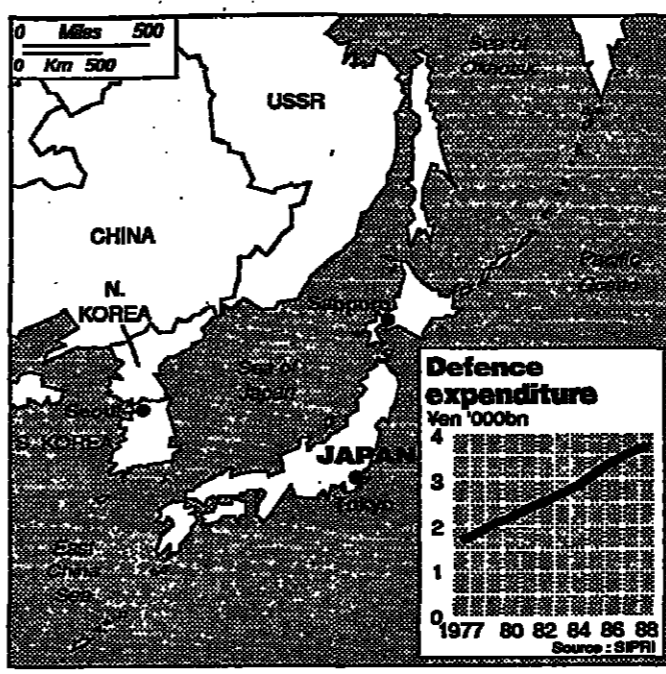 0 Miles 500
0 Km 500
Sea of
Okhotsk
USSR
CHINA
Pacific
Ocean
N.
KOREA
Sapporo
Sea of
Japan
Seoul
S. KOREA
JAPAN
Tokyo
East
China
Sea
Defence
expenditure
Yen '000bn
4
3
2
1
0
1977 80 82 84 86 88
Source : SIPRI